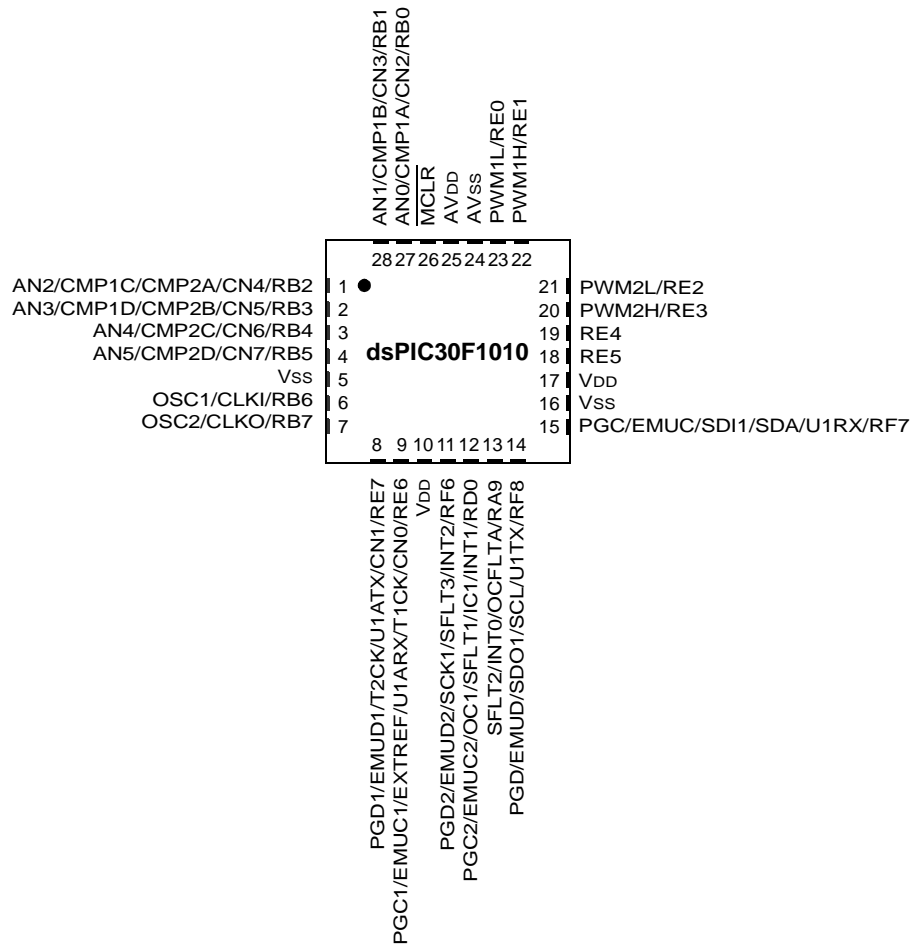 AN1/CMP1B/CN3/RB1
AN0/CMP1A/CN2/RB0
MCLR
AVDD
AVSS
PWM1L/RE0
PWM1H/RE1
28 27 26 25 24 23 22
AN2/CMP1C/CMP2A/CN4/RB2 1
AN3/CMP1D/CMP2B/CN5/RB3 2
AN4/CMP2C/CN6/RB4 3
AN5/CMP2D/CN7/RB5 4
VSS 5
OSC1/CLKI/RB6 6
OSC2/CLKO/RB7 7
dsPIC30F1010
21 PWM2L/RE2
20 PWM2H/RE3
19 RE4
18 RE5
17 VDD
16 VSS
15 PGC/EMUC/SDI1/SDA/U1RX/RF7
8 9 10 11 12 13 14
PGD1/EMUD1/T2CK/U1ATX/CN1/RE7
PGC1/EMUC1/EXTREF/U1ARX/T1CK/CN0/RE6
VDD
PGD2/EMUD2/SCK1/SFLT3/INT2/RF6
PGC2/EMUC2/OC1/SFLT1/IC1/INT1/RD0
SFLT2/INT0/OCFLTA/RA9
PGD/EMUD/SDO1/SCL/U1TX/RF8